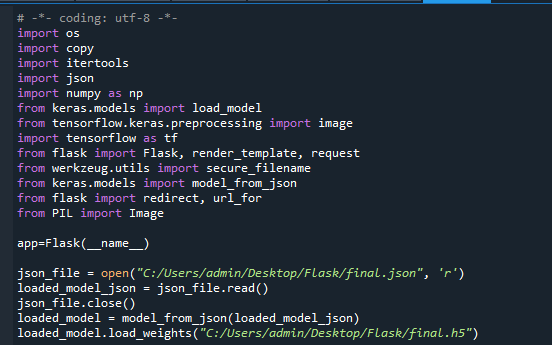 # -*- coding: utf-8 -*-
import os
import copy
import itertools
import json
import numpy as np
from keras.models import load_model
from tensorflow.keras.preprocessing import image
import tensorflow as tf
from flask import Flask, render_template, request
from werkzeug.utils import secure_filename
from keras.models import model_from_json
from flask import redirect, url_for
from PIL import Image
app=Flask(__name__)
json_file = open("C:/Users/admin/Desktop/Flask/final.json", 'r')
loaded_model_json = json_file.read()
json_file.close()
loaded_model = model_from_json(loaded_model_json)
loaded_model.load_weights("C:/Users/admin/Desktop/Flask/final.h5")